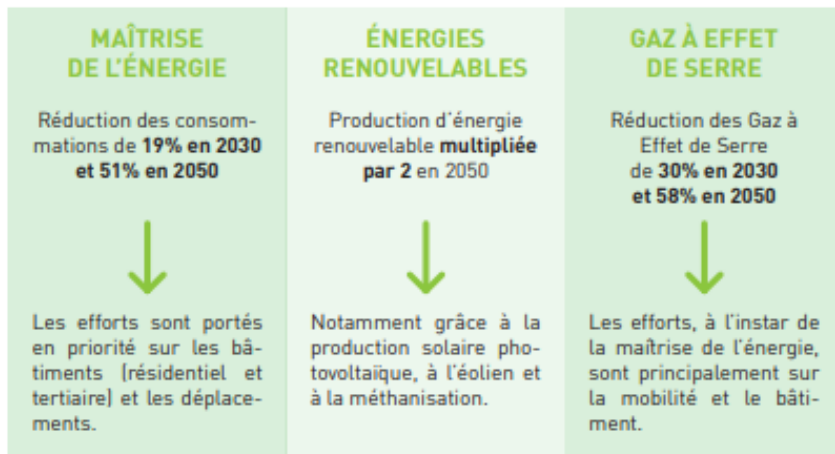 MAÎTRISE
DE L'ÉNERGIE
Réduction des consom-
mations de 19% en 2030
et 51% en 2050
Les efforts sont portés
en priorité sur les bâ-
timents (résidentiel et
tertiaire) et les déplace-
ments.
ÉNERGIES
RENOUVELABLES
Production d'énergie
renouvelable multipliée
par 2 en 2050
Notamment grâce à la
production solaire pho-
tovoltaïque, à l'éolien et
à la méthanisation.
GAZ À EFFET
DE SERRE
Réduction des Gaz à
Effet de Serre
de 30% en 2030
et 58% en 2050
Les efforts, à l'instar de
la maîtrise de l'énergie,
sont principalement sur
la mobilité et le bâti-
ment.